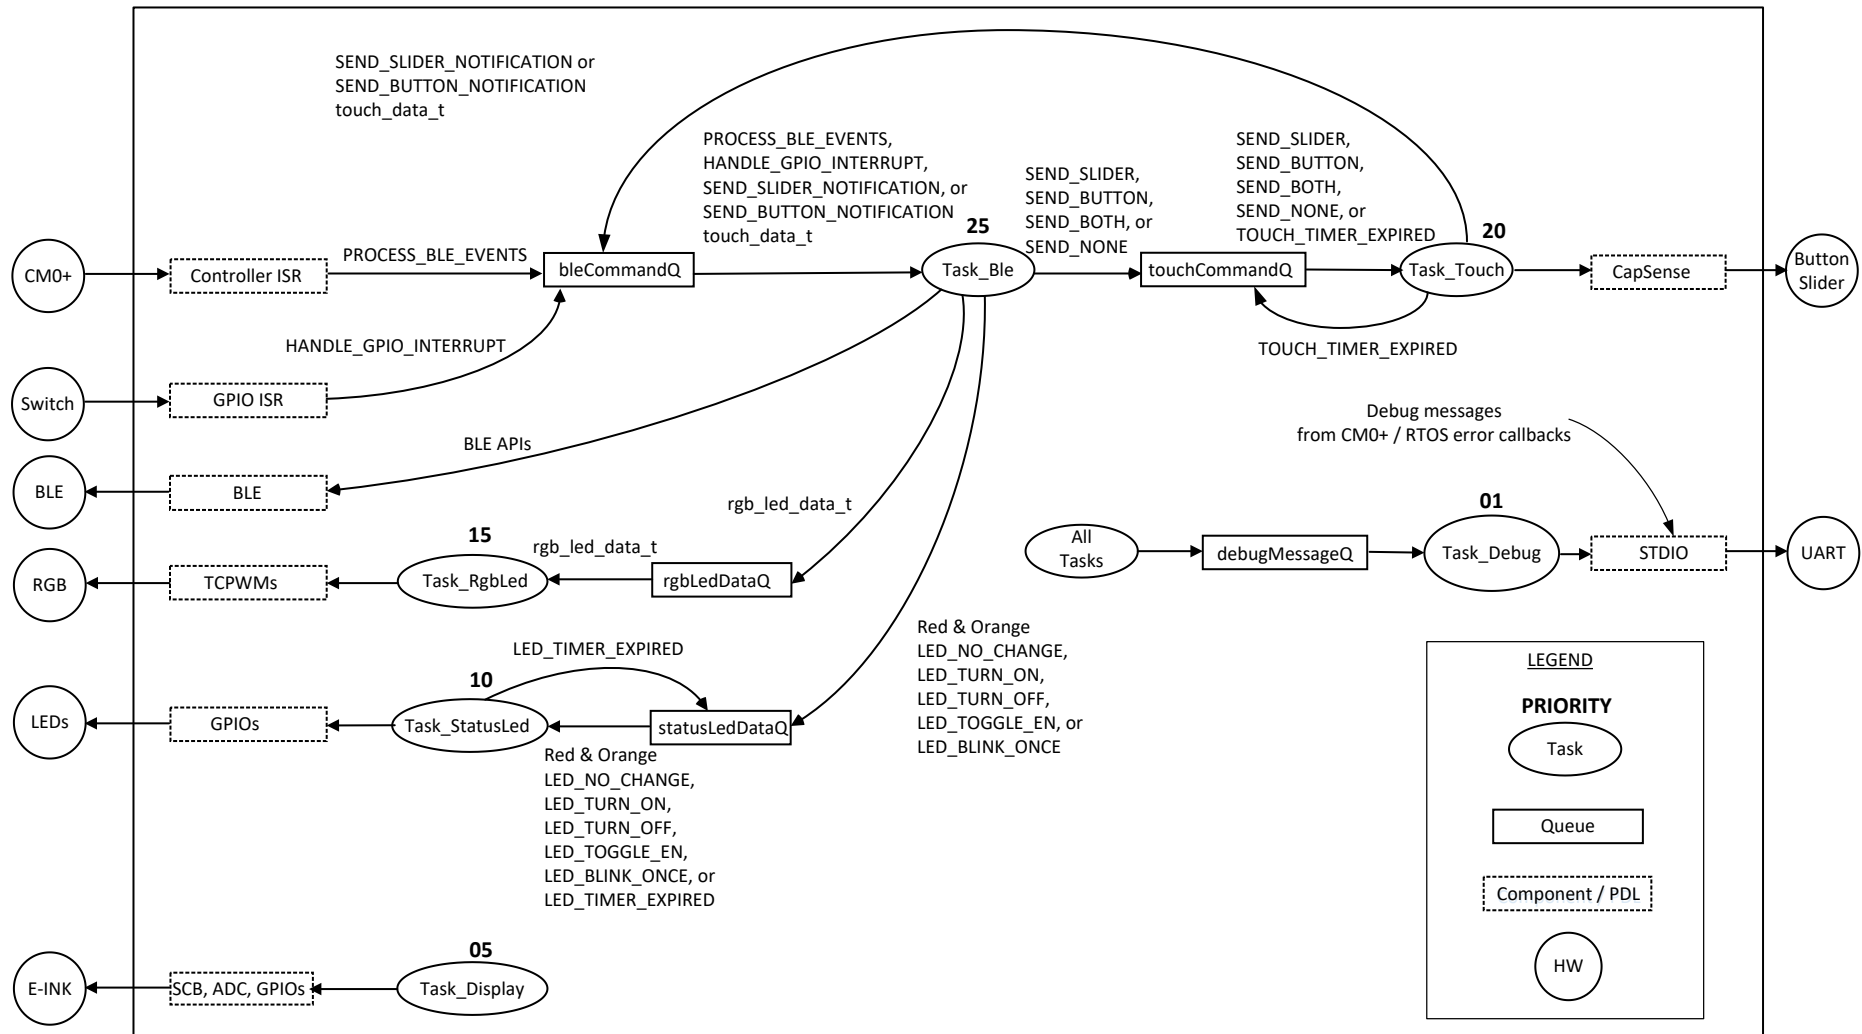 SEND_SLIDER_NOTIFICATION or
SEND_BUTTON_NOTIFICATION
touch_data_t
PROCESS_BLE_EVENTS,
HANDLE_GPIO_INTERRUPT,
SEND_SLIDER_NOTIFICATION, or
SEND_BUTTON_NOTIFICATION
touch_data_t
SEND_SLIDER,
SEND_BUTTON,
SEND_BOTH, or
SEND_NONE
SEND_SLIDER,
SEND_BUTTON,
SEND_BOTH,
SEND_NONE, or
TOUCH_TIMER_EXPIRED
25
20
CM0+
Controller ISR
PROCESS_BLE_EVENTS
bleCommandQ
Task_Ble
touchCommandQ
Task_Touch
CapSense
Button
Slider
HANDLE_GPIO_INTERRUPT
TOUCH_TIMER_EXPIRED
Switch
GPIO ISR
Debug messages
from CM0+ / RTOS error callbacks
BLE APIs
BLE
BLE
rgb_led_data_t
01
15
rgb_led_data_t
All
Tasks
debugMessageQ
Task_Debug
STDIO
UART
RGB
TCPWMs
Task_RgbLed
rgbLedDataQ
LED_TIMER_EXPIRED
10
LEDs
GPIOs
Task_StatusLed
statusLedDataQ
Red & Orange
LED_NO_CHANGE,
LED_TURN_ON,
LED_TURN_OFF,
LED_TOGGLE_EN, or
LED_BLINK_ONCE
Red & Orange
LED_NO_CHANGE,
LED_TURN_ON,
LED_TURN_OFF,
LED_TOGGLE_EN,
LED_BLINK_ONCE, or
LED_TIMER_EXPIRED
05
E-INK
SCB, ADC, GPIOs
Task_Display
LEGEND
PRIORITY
Task
Queue
Component / PDL
HW